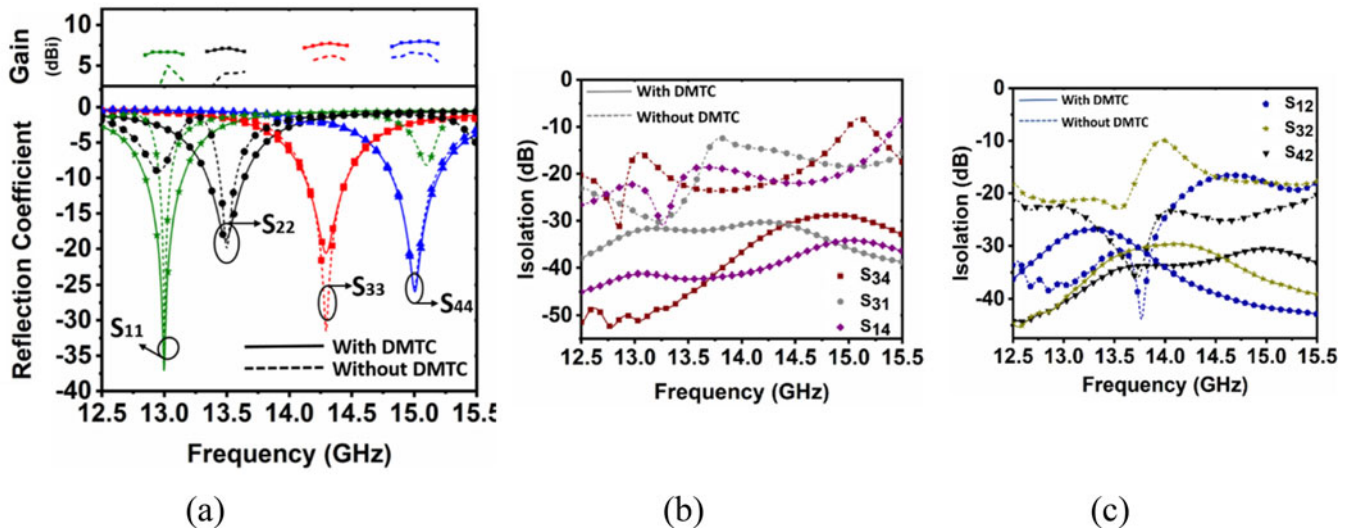 Gain
(dBi)
10
5
Reflection Coefficient
0
-5
-10
-15
-20
-25
-30
-35
-40
S11
S22
S33
S44
With DMTC
Without DMTC
12.5 13.0 13.5 14.0 14.5 15.0 15.5
Frequency (GHz)
(a)
Isolation (dB)
0
-10
-20
-30
-40
-50
With DMTC
Without DMTC
S34
S31
S14
12.5 13.0 13.5 14.0 14.5 15.0 15.5
Frequency (GHz)
(b)
Isolation (dB)
0
-10
-20
-30
-40
With DMTC
Without DMTC
S12
S32
S42
12.5 13.0 13.5 14.0 14.5 15.0 15.5
Frequency (GHz)
(c)